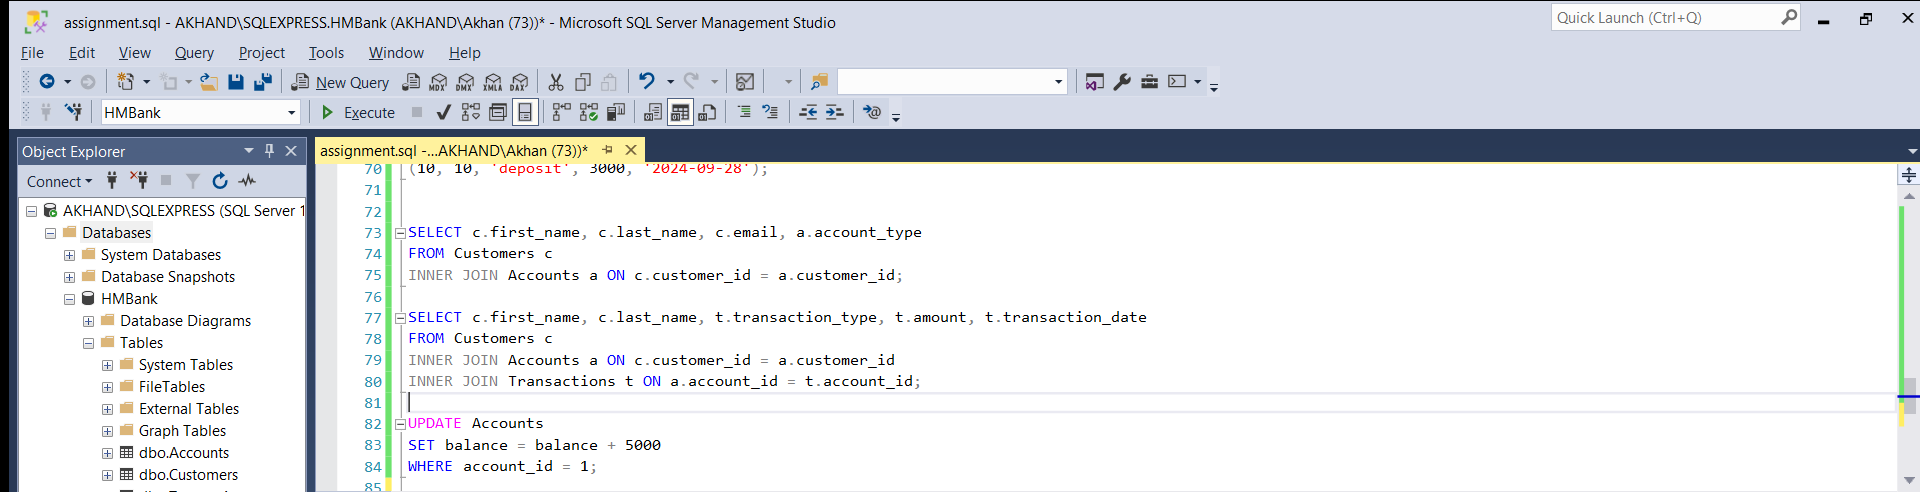 assignment.sql - AKHAND\SQLEXPRESS.HMBank (AKHAND\Akhan (73))* - Microsoft SQL Server Management Studio
Quick Launch (Ctrl+Q)
File Edit View Query Project Tools Window Help
New Query MDX DMX XMLA DAX
HMBank Execute
Object Explorer
assignment.sql -...AKHAND\Akhan (73))*
Connect
AKHAND\SQLEXPRESS (SQL Server 1
Databases
System Databases
Database Snapshots
HMBank
Database Diagrams
Tables
System Tables
FileTables
External Tables
Graph Tables
dbo.Accounts
dbo.Customers
70 (10, 10, 'deposit', 3000, '2024-09-28');
71
72
73 SELECT c.first_name, c.last_name, c.email, a.account_type
74 FROM Customers c
75 INNER JOIN Accounts a ON c.customer_id = a.customer_id;
76
77 SELECT c.first_name, c.last_name, t.transaction_type, t.amount, t.transaction_date
78 FROM Customers c
79 INNER JOIN Accounts a ON c.customer_id = a.customer_id
80 INNER JOIN Transactions t ON a.account_id = t.account_id;
81
82 UPDATE Accounts
83 SET balance = balance + 5000
84 WHERE account_id = 1;
85